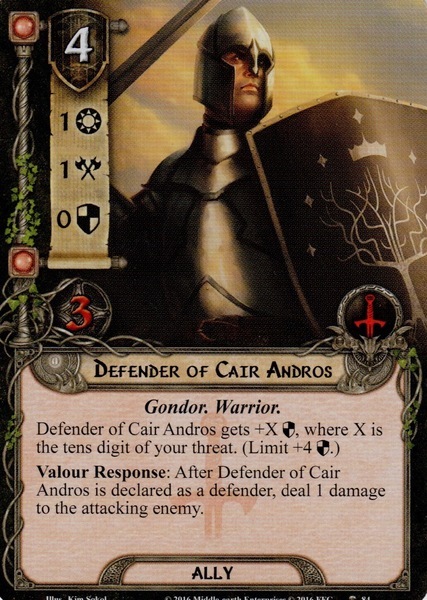 4
1
1
0
3
DEFENDER OF CAIR ANDROS
Gondor. Warrior.
Defender of Cair Andros gets +X , where X is
the tens digit of your threat. (Limit +4 .)
Valour Response: After Defender of Cair
Andros is declared as a defender, deal 1 damage
to the attacking enemy.
ALLY
Illus. Kim Sokol © 2016 Middle-earth Enterprises © 2016 FFG 84